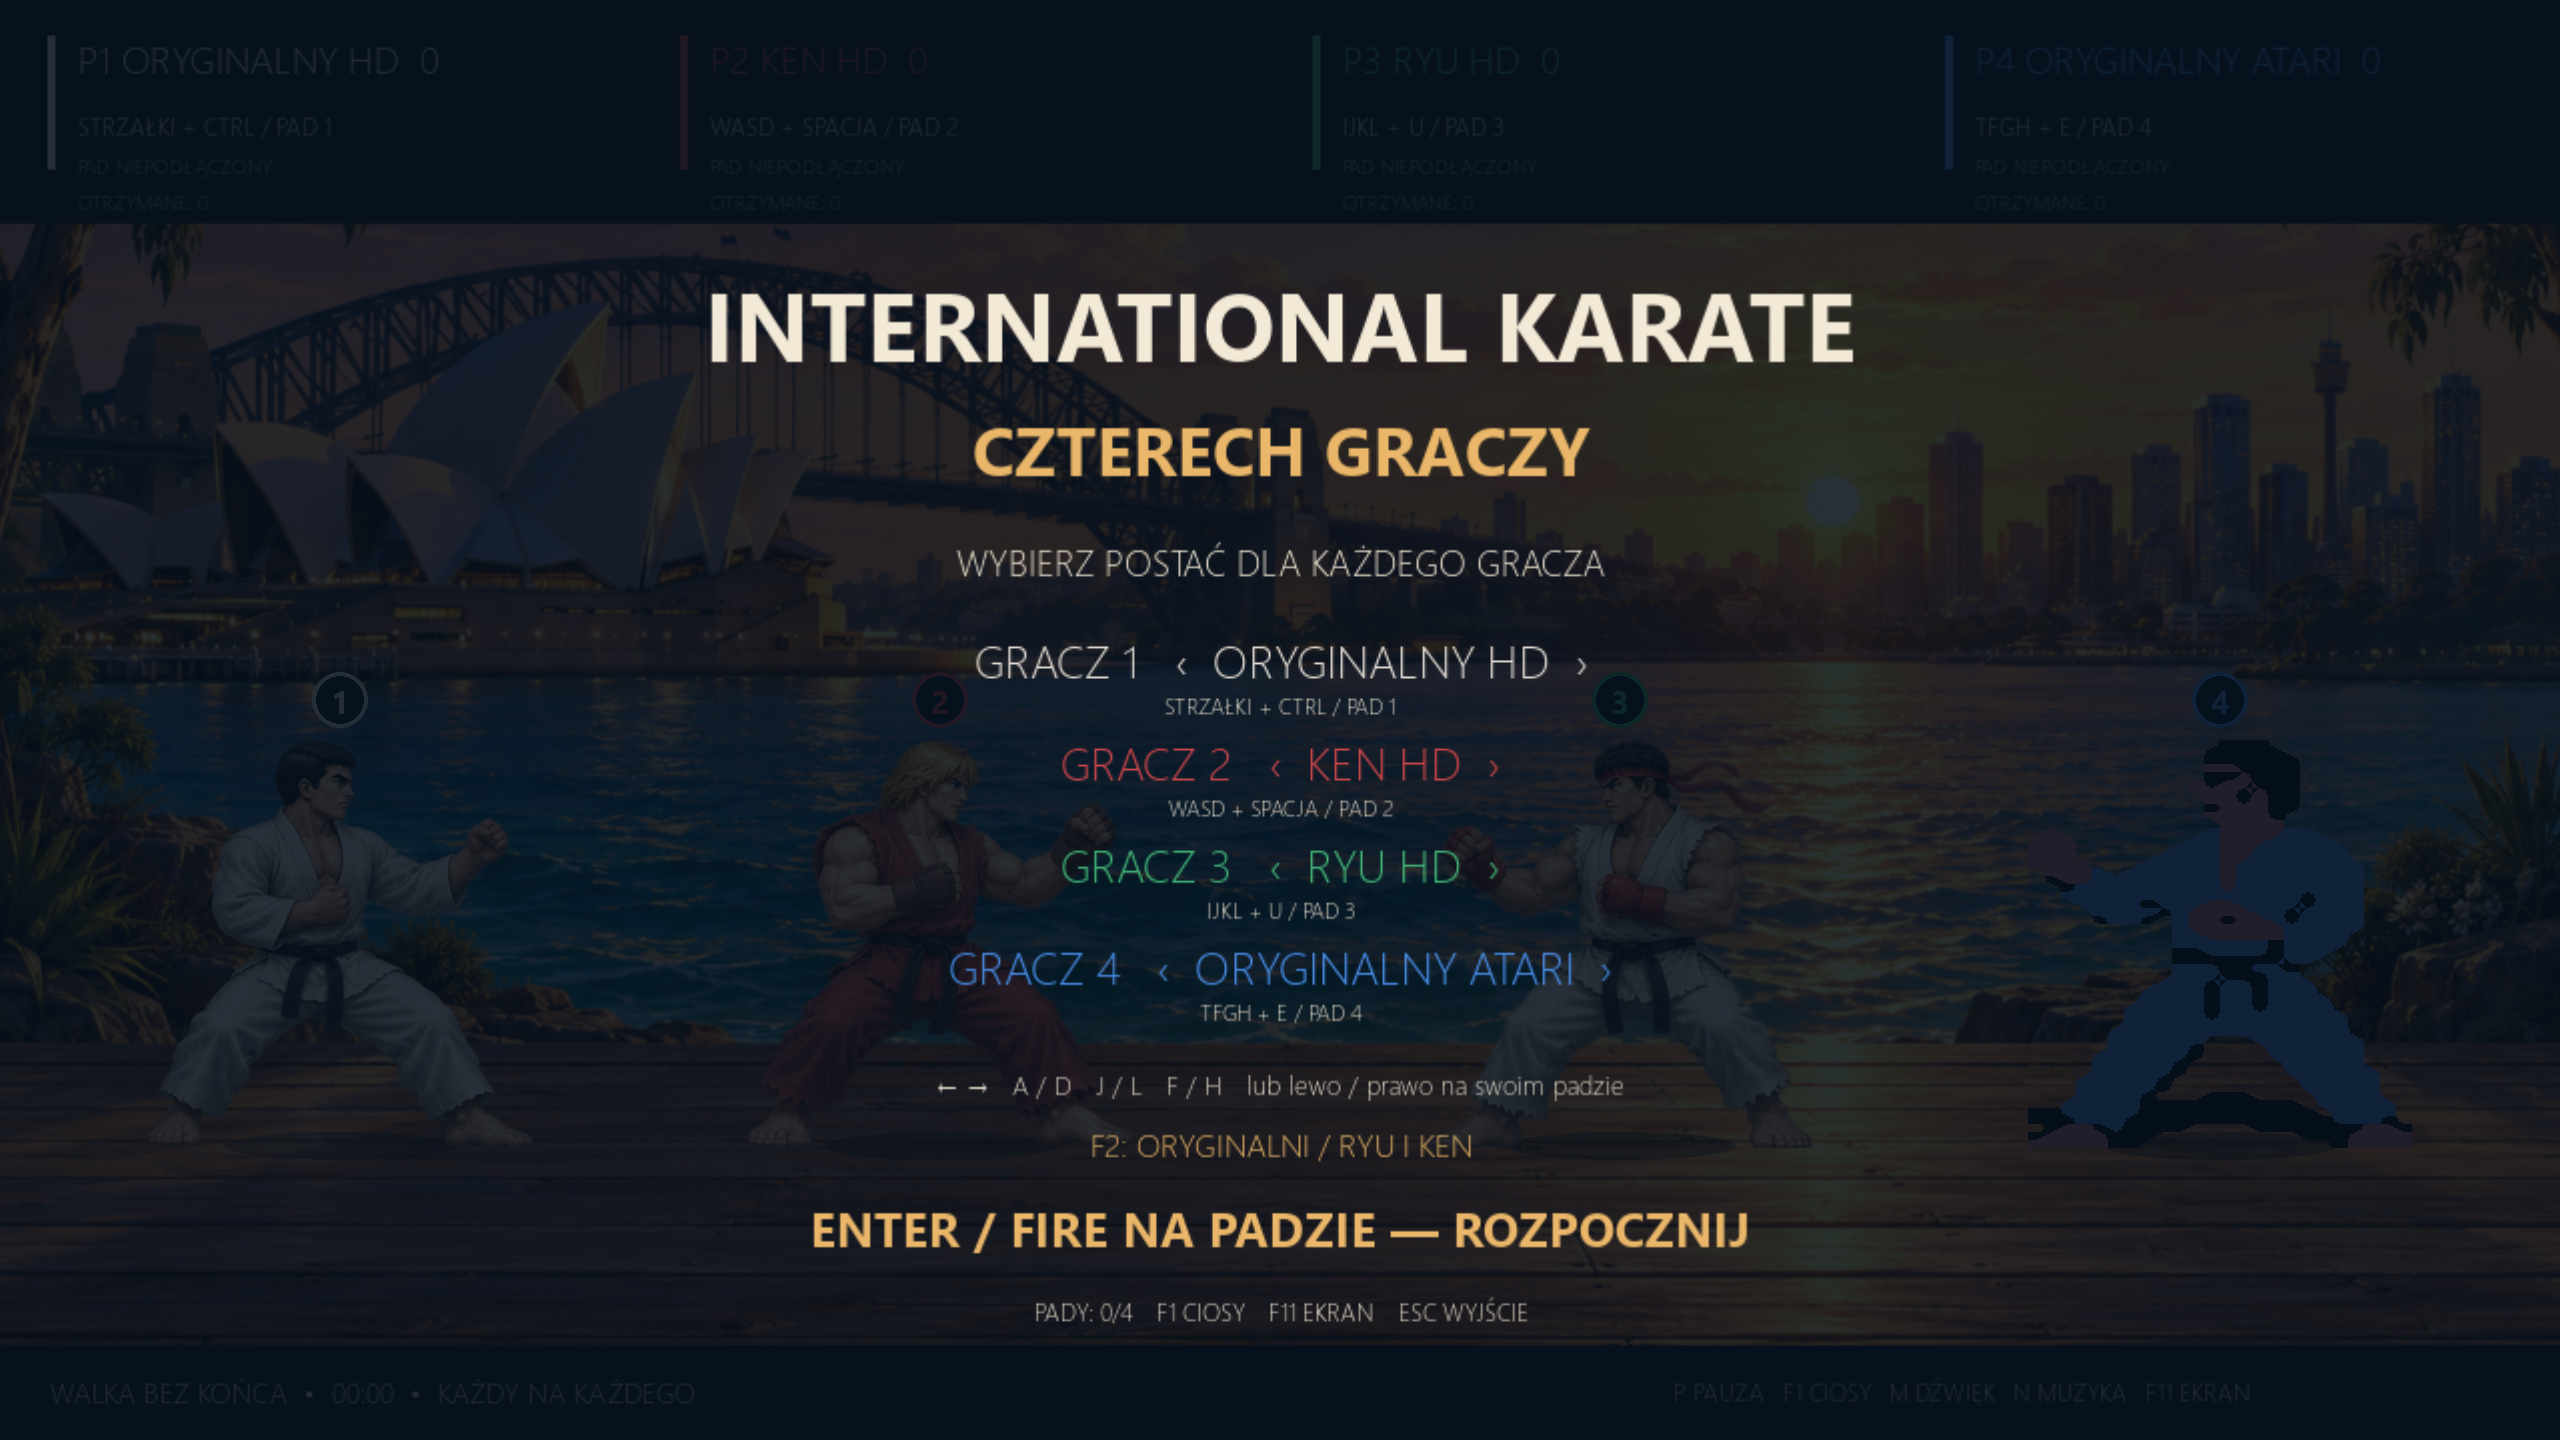 P1 ORYGINALNY HD 0
STRZAŁKI + CTRL / PAD 1
PAD NIEPODŁĄCZONY
OTRZYMANE: 0
P2 KEN HD 0
WASD + SPACJA / PAD 2
PAD NIEPODŁĄCZONY
OTRZYMANE: 0
P3 RYU HD 0
IJKL + U / PAD 3
PAD NIEPODŁĄCZONY
OTRZYMANE: 0
P4 ORYGINALNY ATARI 0
TFGH + E / PAD 4
PAD NIEPODŁĄCZONY
OTRZYMANE: 0
INTERNATIONAL KARATE
CZTERECH GRACZY
WYBIERZ POSTAĆ DLA KAŻDEGO GRACZA
GRACZ 1 ‹ ORYGINALNY HD ›
STRZAŁKI + CTRL / PAD 1
1
2
3
4
GRACZ 2 ‹ KEN HD ›
WASD + SPACJA / PAD 2
GRACZ 3 ‹ RYU HD ›
IJKL + U / PAD 3
GRACZ 4 ‹ ORYGINALNY ATARI ›
TFGH + E / PAD 4
← → A / D J / L F / H lub lewo / prawo na swoim padzie
F2: ORYGINALNI / RYU I KEN
ENTER / FIRE NA PADZIE — ROZPOCZNIJ
PADY: 0/4 F1 CIOSY F11 EKRAN ESC WYJŚCIE
WALKA BEZ KOŃCA • 00:00 • KAŻDY NA KAŻDEGO
P PAUZA F1 CIOSY M DŹWIĘK N MUZYKA F11 EKRAN